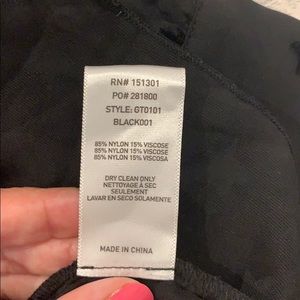 RN# 151301
PO# 281800
STYLE: GT0101
BLACK001
85% NYLON 15% VISCOSE
85% NYLON 15% VISCOSE
85% NYLON 15% VISCOSA
DRY CLEAN ONLY
NETTOYAGE À SEC
SEULEMENT
LAVAR EN SECO SOLAMENTE
MADE IN CHINA